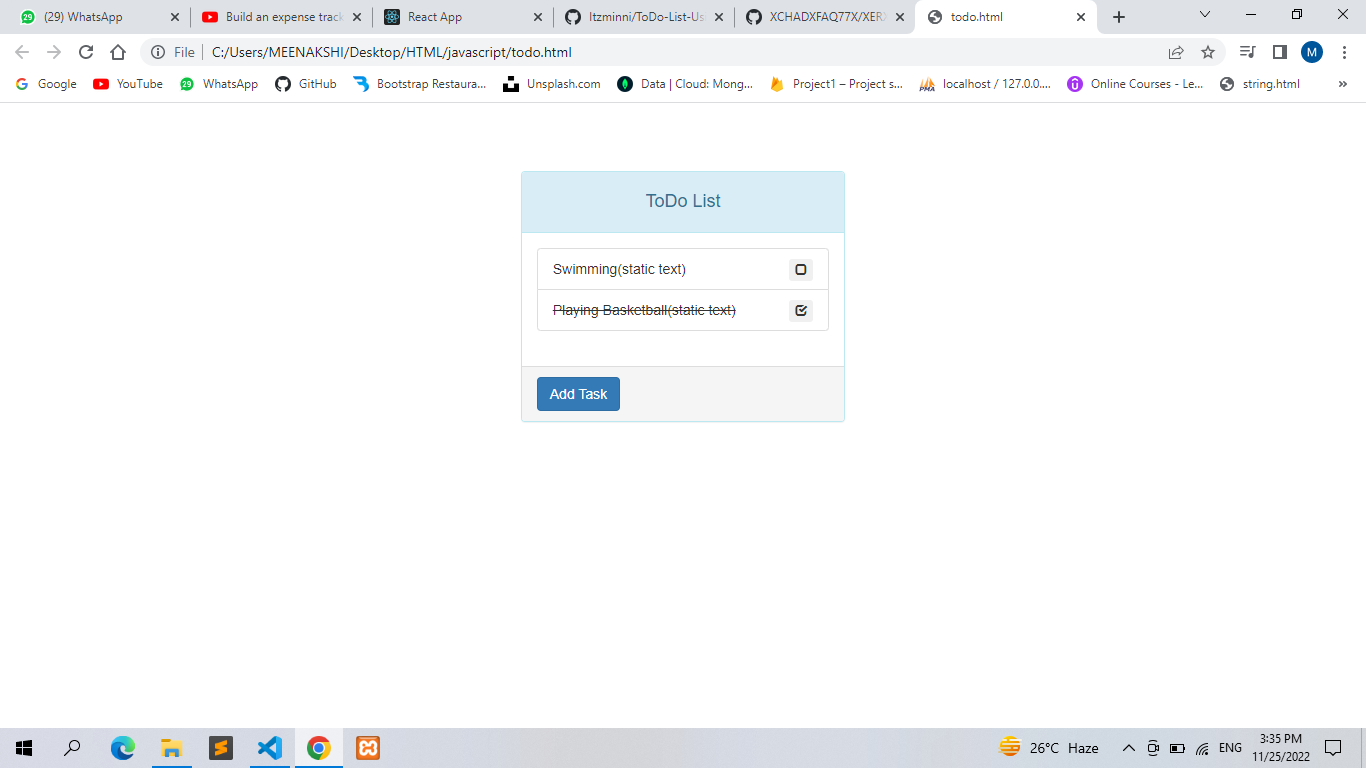 (29) WhatsApp
Build an expense track
React App
Itzminni/ToDo-List-Us
XCHADXFAQ77X/XERX
todo.html
File C:/Users/MEENAKSHI/Desktop/HTML/javascript/todo.html
M
Google
YouTube
29 WhatsApp
GitHub
Bootstrap Restaura...
Unsplash.com
Data | Cloud: Mong...
Project1 – Project s...
PMA localhost / 127.0.0....
Online Courses - Le...
string.html
»
ToDo List
Swimming(static text)
Playing Basketball(static text)
Add Task
26°C Haze
ENG
3:35 PM
11/25/2022